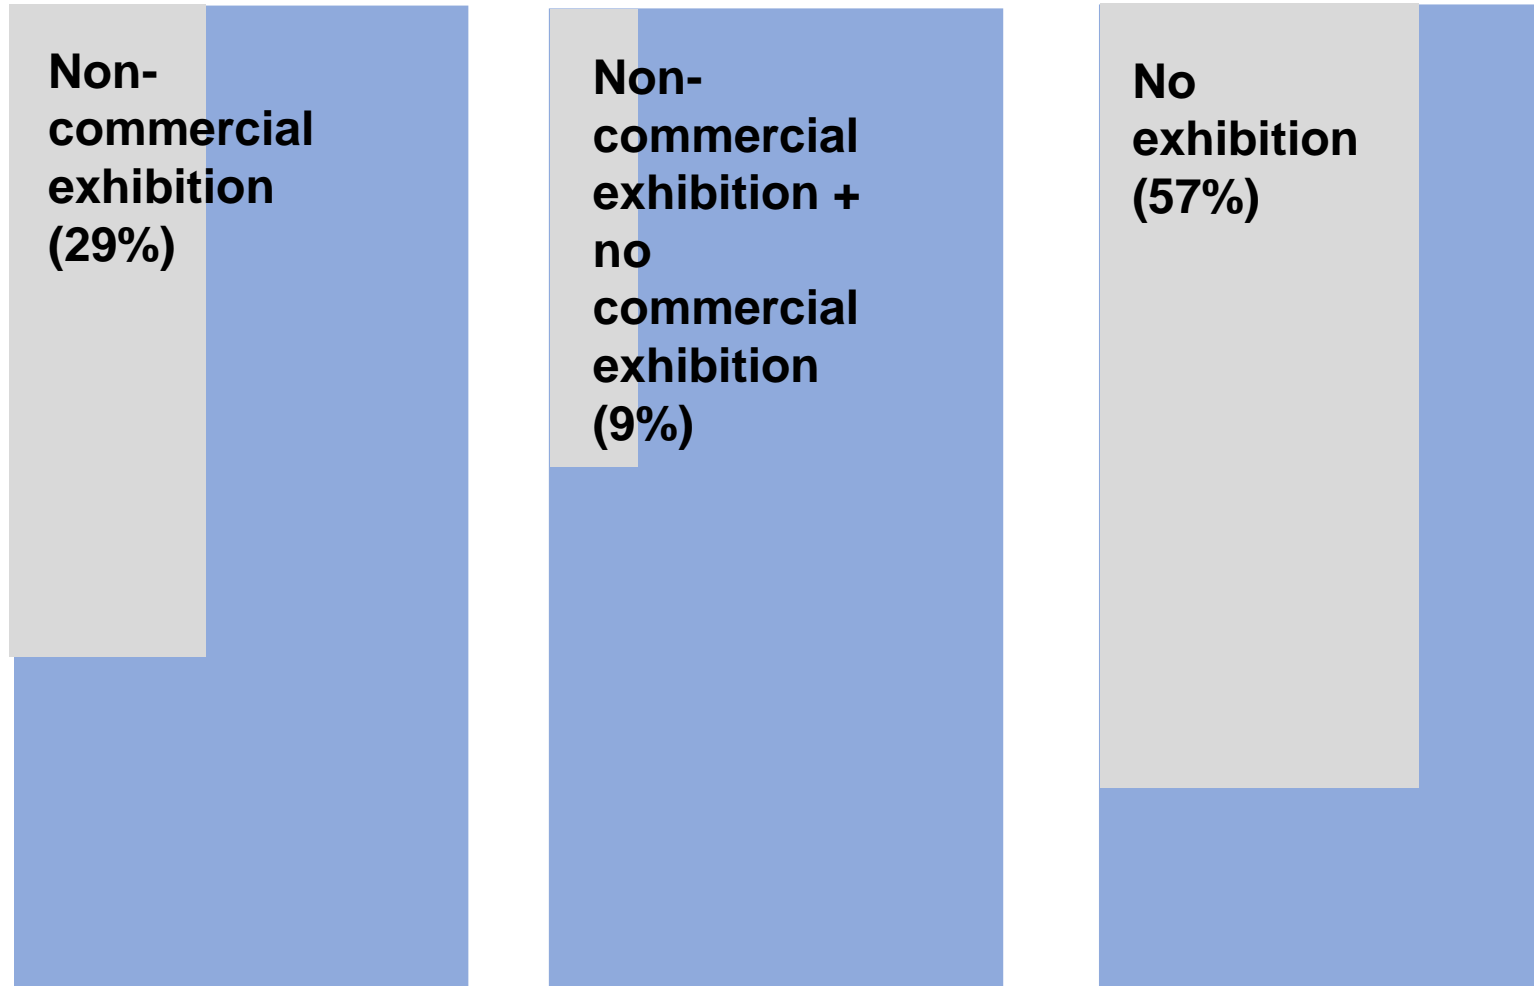 Non-
commercial
exhibition
(29%)
Non-
commercial
exhibition +
no
commercial
exhibition
(9%)
No
exhibition
(57%)